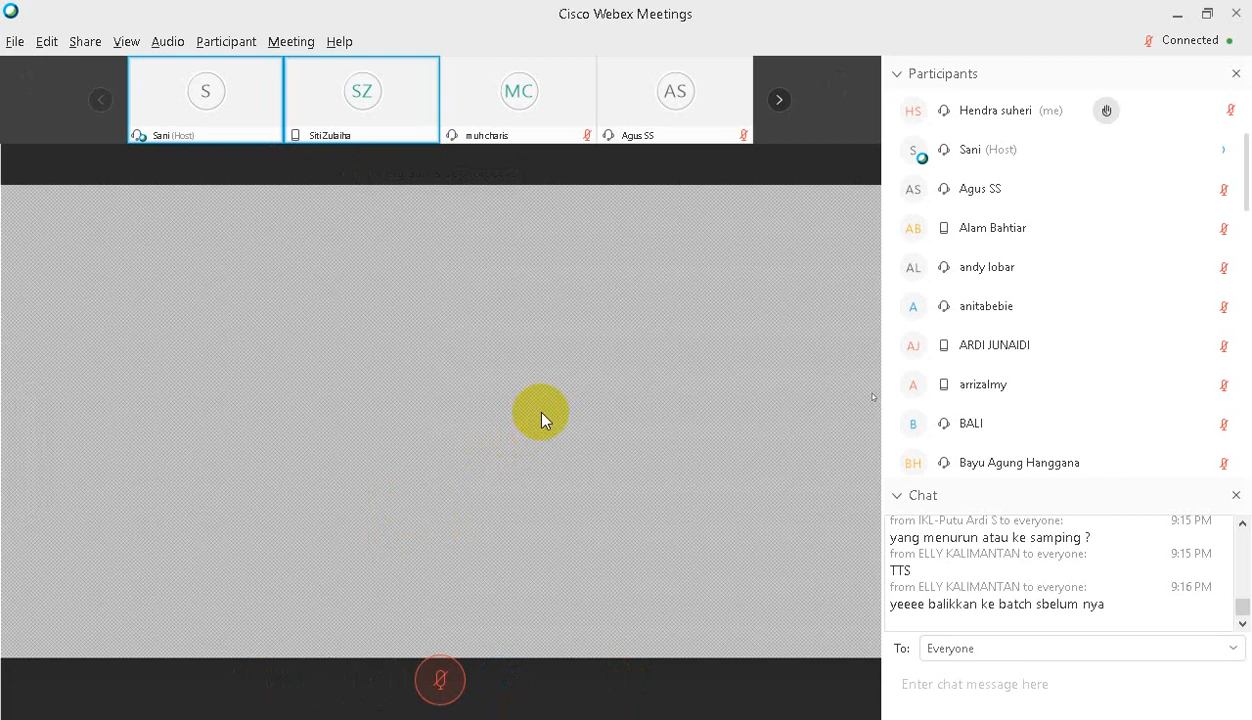 Cisco Webex Meetings
File Edit Share View Audio Participant Meeting Help
Connected
S
SZ
MC
AS
Sani (Host)
Siti Zulaiha
muh charis
Agus SS
Participants
HS Hendra suheri (me)
S Sani (Host)
AS Agus SS
AB Alam Bahtiar
AL andy lobar
A anitabebie
AJ ARDI JUNAIDI
A arrizalmy
B BALI
BH Bayu Agung Hanggana
Chat
from IKL-Putu Ardi S to everyone: 9:15 PM
yang menurun atau ke samping ?
from ELLY KALIMANTAN to everyone: 9:15 PM
TTS
from ELLY KALIMANTAN to everyone: 9:16 PM
yeeee balikkan ke batch sbelum nya
To: Everyone
Enter chat message here